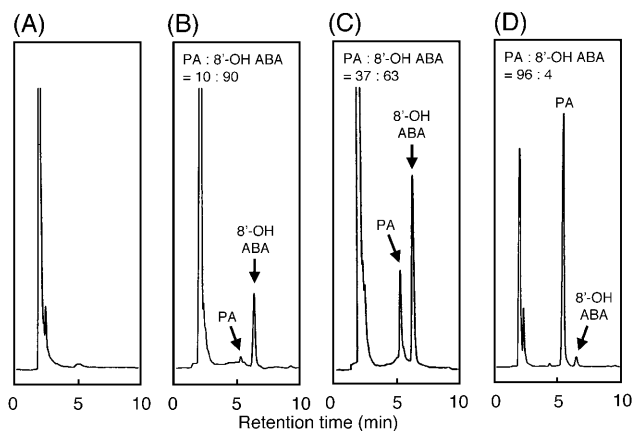 (A)
(B)
(C)
(D)
PA : 8'-OH ABA
= 10 : 90
PA : 8'-OH ABA
= 37 : 63
PA : 8'-OH ABA
= 96 : 4
8'-OH
ABA
PA
8'-OH
ABA
PA
PA
8'-OH
ABA
0 5 10
0 5 10
0 5 10
0 5 10
Retention time (min)